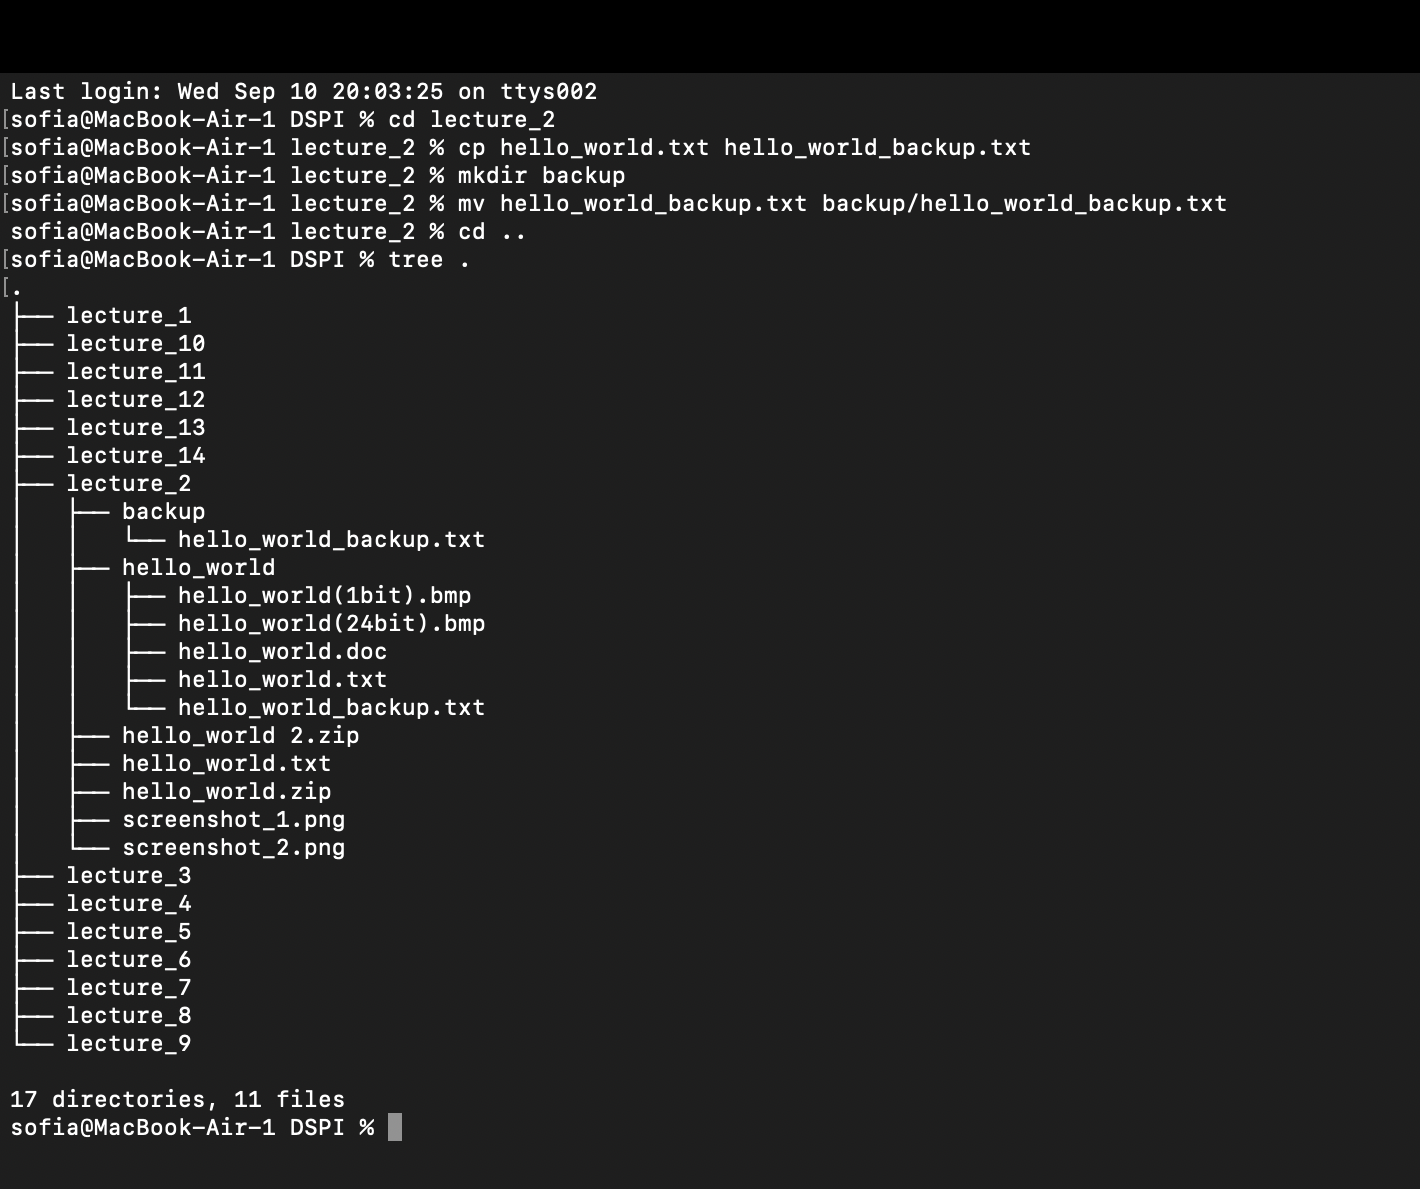 Last login: Wed Sep 10 20:03:25 on ttys002
[sofia@MacBook-Air-1 DSPI % cd lecture_2
[sofia@MacBook-Air-1 lecture_2 % cp hello_world.txt hello_world_backup.txt
[sofia@MacBook-Air-1 lecture_2 % mkdir backup
[sofia@MacBook-Air-1 lecture_2 % mv hello_world_backup.txt backup/hello_world_backup.txt
sofia@MacBook-Air-1 lecture_2 % cd ..
[sofia@MacBook-Air-1 DSPI % tree .
[.
├── lecture_1
├── lecture_10
├── lecture_11
├── lecture_12
├── lecture_13
├── lecture_14
├── lecture_2
│   ├── backup
│   │   └── hello_world_backup.txt
│   ├── hello_world
│   │   ├── hello_world(1bit).bmp
│   │   ├── hello_world(24bit).bmp
│   │   ├── hello_world.doc
│   │   ├── hello_world.txt
│   │   └── hello_world_backup.txt
│   ├── hello_world 2.zip
│   ├── hello_world.txt
│   ├── hello_world.zip
│   ├── screenshot_1.png
│   └── screenshot_2.png
├── lecture_3
├── lecture_4
├── lecture_5
├── lecture_6
├── lecture_7
├── lecture_8
└── lecture_9

17 directories, 11 files
sofia@MacBook-Air-1 DSPI %